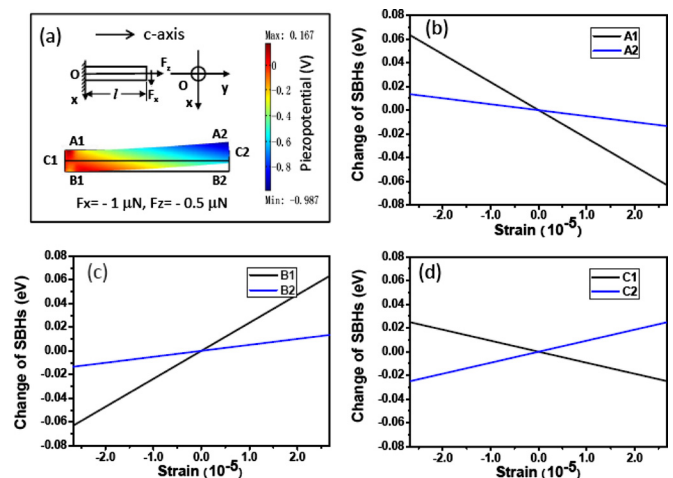 (a)
c-axis
Max: 0.167
O
Fz
Fx
x
l
O
y
x
0
-0.2
-0.4
-0.6
-0.8
Piezopotential (V)
A1
A2
C1
C2
B1
B2
Fx= - 1 μN, Fz= - 0.5 μN
Min: -0.987
(b)
A1
A2
Change of SBHs (eV)
0.08
0.06
0.04
0.02
0.00
-0.02
-0.04
-0.06
-0.08
-2.0
-1.0
0.0
1.0
2.0
Strain (10⁻⁵)
(c)
B1
B2
Change of SBHs (eV)
0.08
0.06
0.04
0.02
0.00
-0.02
-0.04
-0.06
-0.08
-2.0
-1.0
0.0
1.0
2.0
Strain (10⁻⁵)
(d)
C1
C2
Change of SBHs (eV)
0.08
0.06
0.04
0.02
0.00
-0.02
-0.04
-0.06
-0.08
-2.0
-1.0
0.0
1.0
2.0
Strain (10⁻⁵)